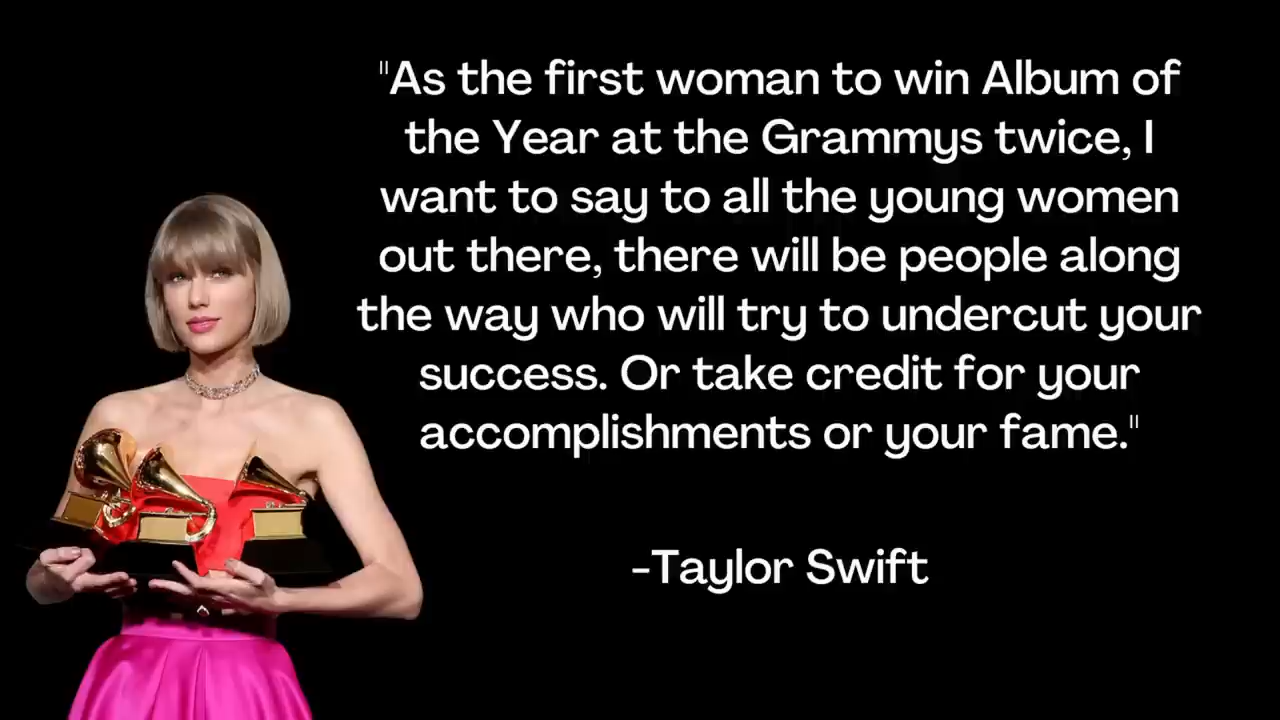 "As the first woman to win Album of
the Year at the Grammys twice, I
want to say to all the young women
out there, there will be people along
the way who will try to undercut your
success. Or take credit for your
accomplishments or your fame."
-Taylor Swift